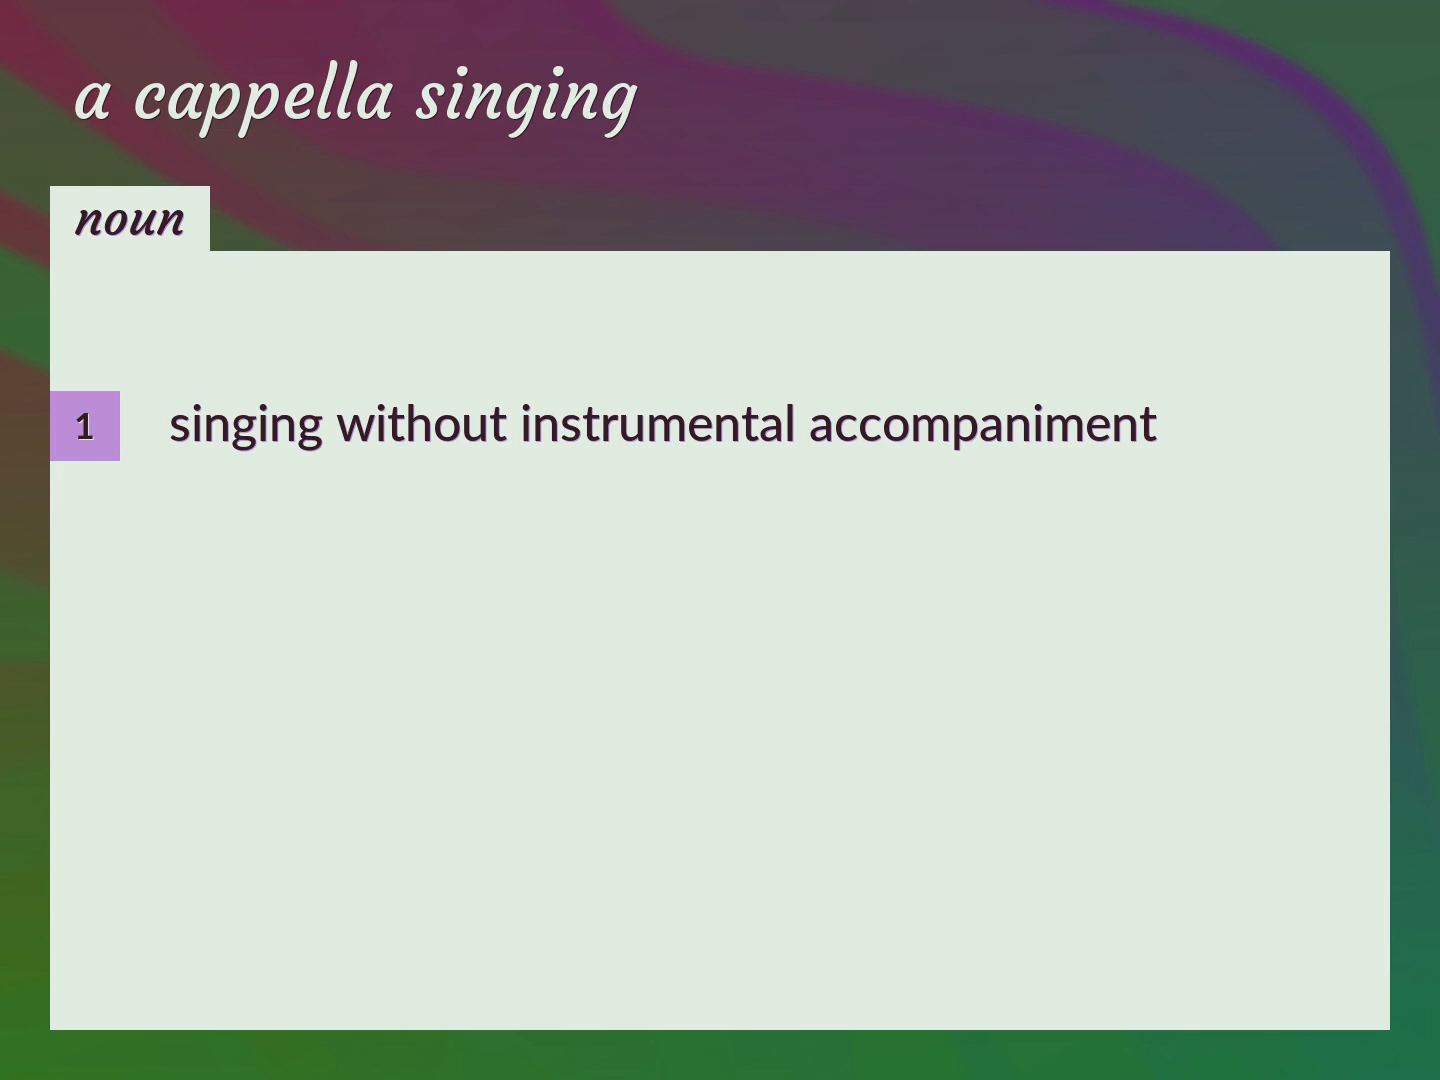 a cappella singing
noun
1 singing without instrumental accompaniment